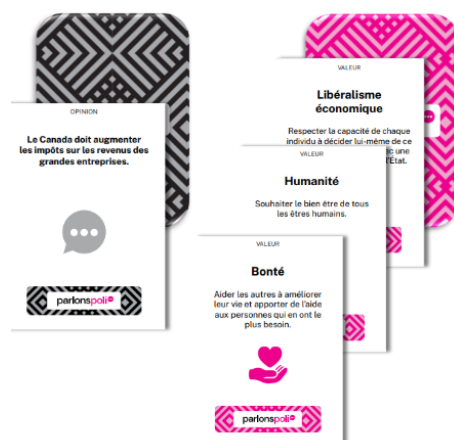 OPINION
Le Canada doit augmenter
les impôts sur les revenus des
grandes entreprises.
parlonspoli
VALEUR
Libéralisme
économique
Respecter la capacité de chaque
individu à décider lui-même de ce
c une
l'État.
VALEUR
Humanité
Souhaiter le bien être de tous
les êtres humains.
VALEUR
Bonté
Aider les autres à améliorer
leur vie et apporter de l'aide
aux personnes qui en ont le
plus besoin.
parlonspoli